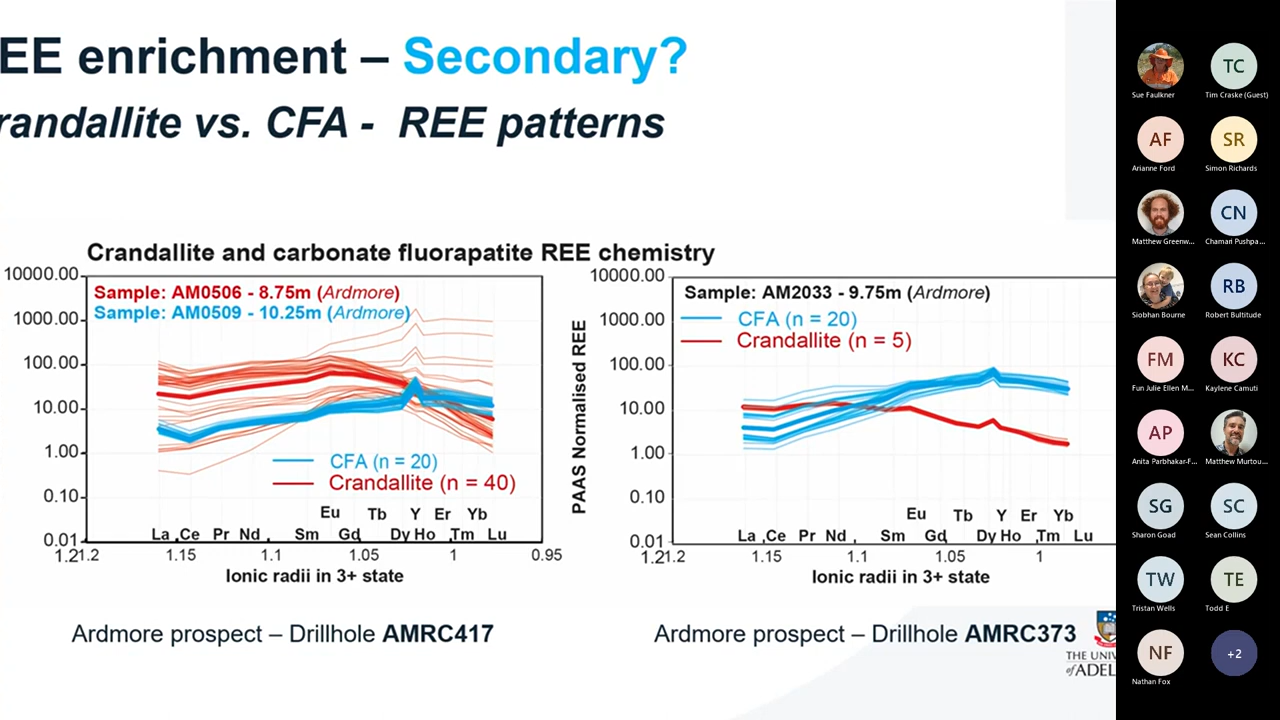 EE enrichment – Secondary?
randallite vs. CFA - REE patterns
Crandallite and carbonate fluorapatite REE chemistry
10000.00
1000.00
100.00
10.00
1.00
0.10
0.01
Sample: AM0506 - 8.75m (Ardmore)
Sample: AM0509 - 10.25m (Ardmore)
CFA (n = 20)
Crandallite (n = 40)
Eu Tb Y Er Yb
La Ce Pr Nd Sm Gd Dy Ho Tm Lu
1.21.2 1.15 1.1 1.05 1 0.95
Ionic radii in 3+ state
Ardmore prospect – Drillhole AMRC417
PAAS Normalised REE
10000.00
1000.00
100.00
10.00
1.00
0.10
0.01
Sample: AM2033 - 9.75m (Ardmore)
CFA (n = 20)
Crandallite (n = 5)
Eu Tb Y Er Yb
La Ce Pr Nd Sm Gd Dy Ho Tm Lu
1.21.2 1.15 1.1 1.05 1
Ionic radii in 3+ state
Ardmore prospect – Drillhole AMRC373
THE UNIV
of ADEL
TC
Sue Faulkner
Tim Craske (Guest)
AF
SR
Arianne Ford
Simon Richards
CN
Matthew Greenw...
Chamari Pushpa...
RB
Siobhan Bourne
Robert Bultitude
FM
KC
Fun Julie Ellen M...
Kaylene Camuti
AP
Anita Parbhakar-F...
Matthew Murtou...
SG
SC
Sharon Goad
Sean Collins
TW
TE
Tristan Wells
Todd E
NF
+2
Nathan Fox